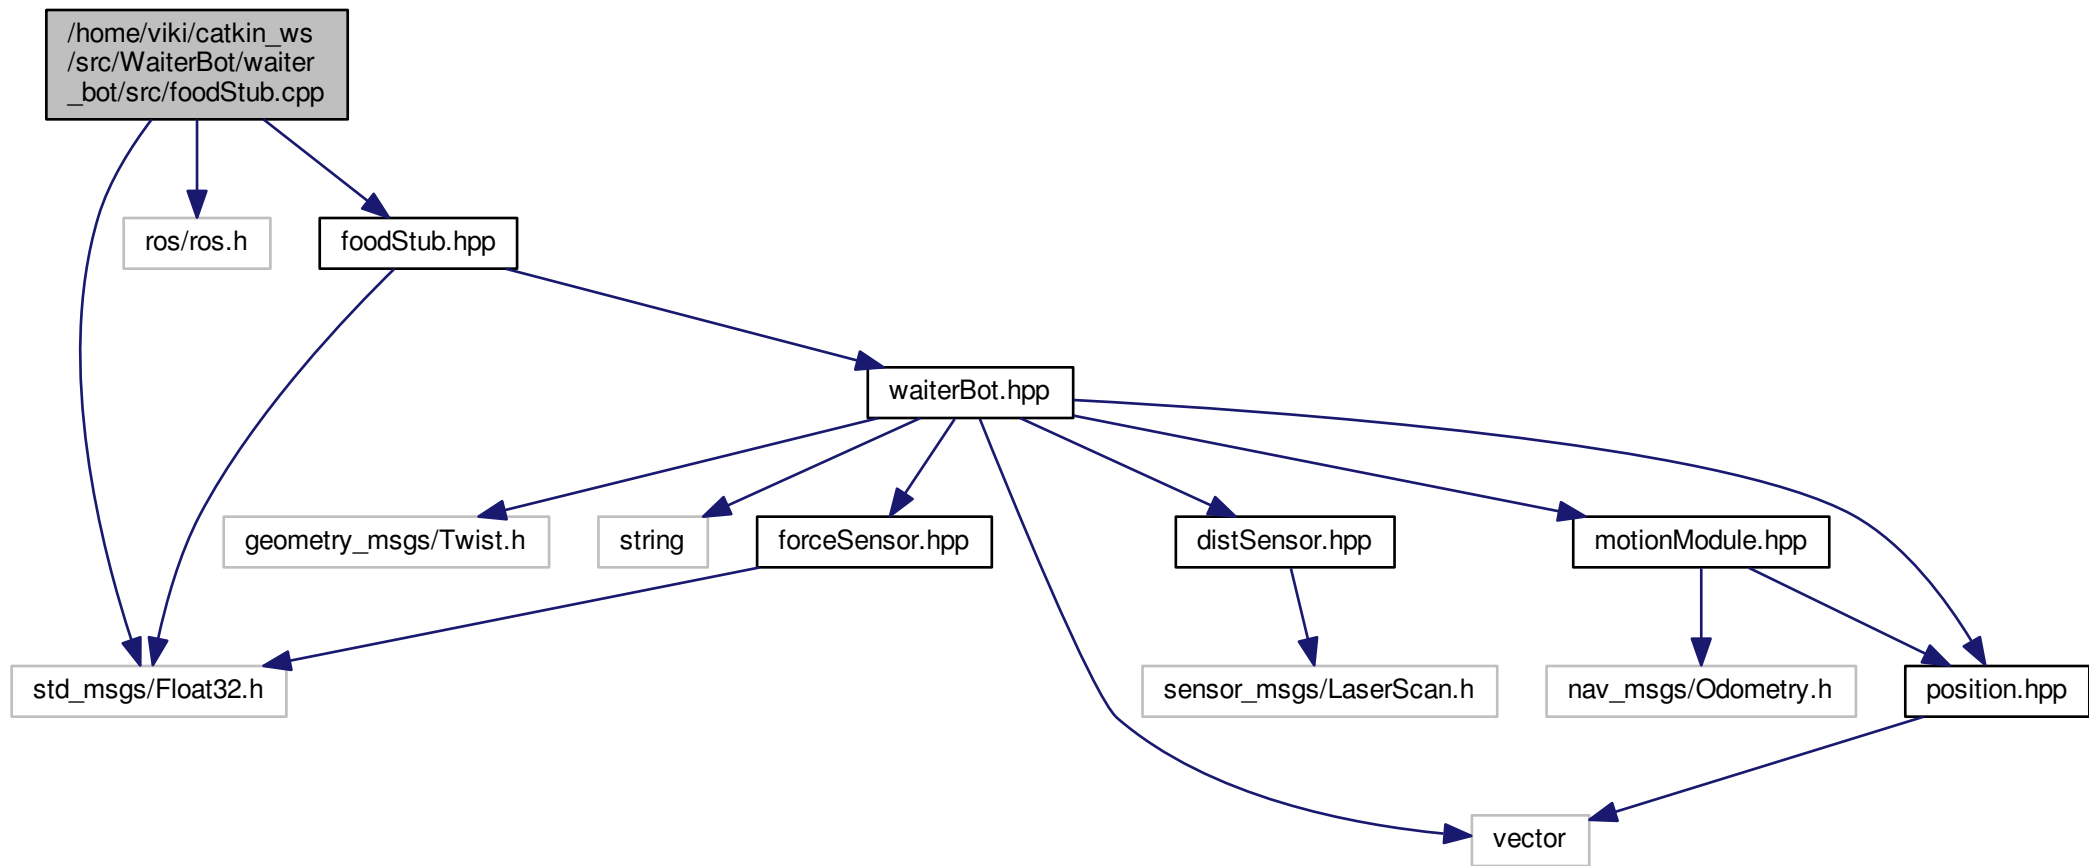 /home/viki/catkin_ws
/src/WaiterBot/waiter
_bot/src/foodStub.cpp
ros/ros.h
foodStub.hpp
waiterBot.hpp
geometry_msgs/Twist.h
string
forceSensor.hpp
distSensor.hpp
motionModule.hpp
std_msgs/Float32.h
sensor_msgs/LaserScan.h
nav_msgs/Odometry.h
position.hpp
vector